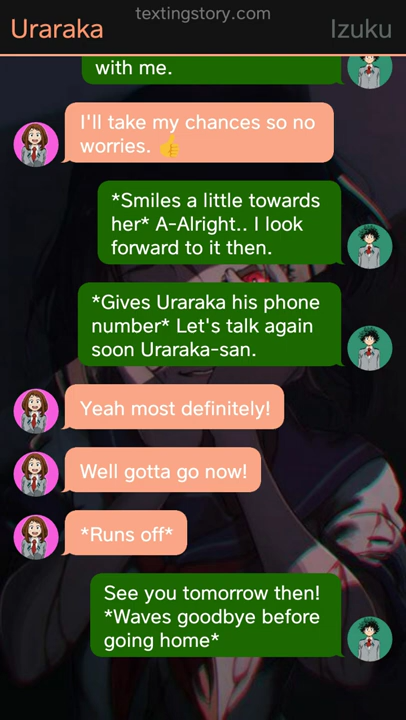 textingstory.com
Uraraka
Izuku
with me.
I'll take my chances so no
worries. 👍
*Smiles a little towards
her* A-Alright.. I look
forward to it then.
*Gives Uraraka his phone
number* Let's talk again
soon Uraraka-san.
Yeah most definitely!
Well gotta go now!
*Runs off*
See you tomorrow then!
*Waves goodbye before
going home*